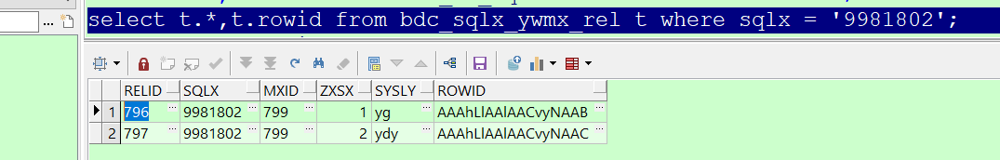 select t.*,t.rowid from bdc_sqlx_ywmx_rel t where sqlx = '9981802';
RELID SQLX MXID ZXSX SYSLY ROWID
1 796 ... 9981802 ... 799 ... 1 yg ... AAAhLlAAlAACvyNAAB ...
2 797 ... 9981802 ... 799 ... 2 ydy ... AAAhLlAAlAACvyNAAC ...